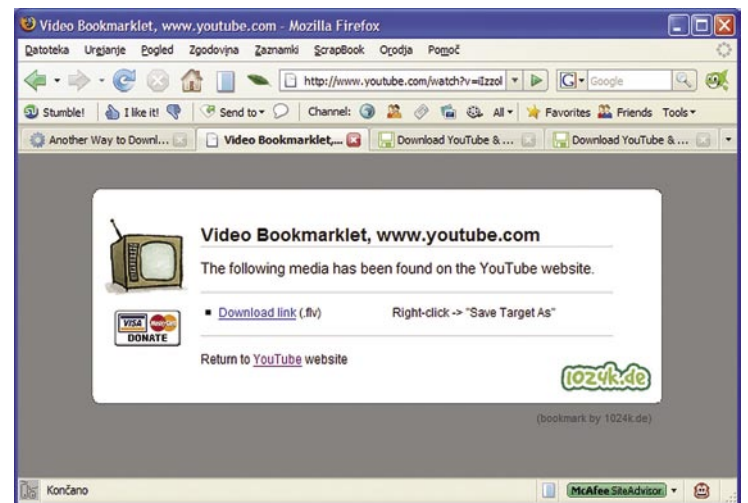 Video Bookmarklet, www.youtube.com - Mozilla Firefox
Datoteka Urejanje Pogled Zgodovina Zaznamki ScrapBook Orodja Pomoč
http://www.youtube.com/watch?v=iIzzol G Google
Stumble! I like it! Send to Channel: All Favorites Friends Tools
Another Way to Downl... Video Bookmarklet,... Download YouTube & ... Download YouTube & ...
Video Bookmarklet, www.youtube.com
The following media has been found on the YouTube website.
Download link (.flv) Right-click -> "Save Target As"
VISA MasterCard
DONATE
Return to YouTube website
1024k.de
(bookmark by 1024k.de)
Končano McAfee SiteAdvisor